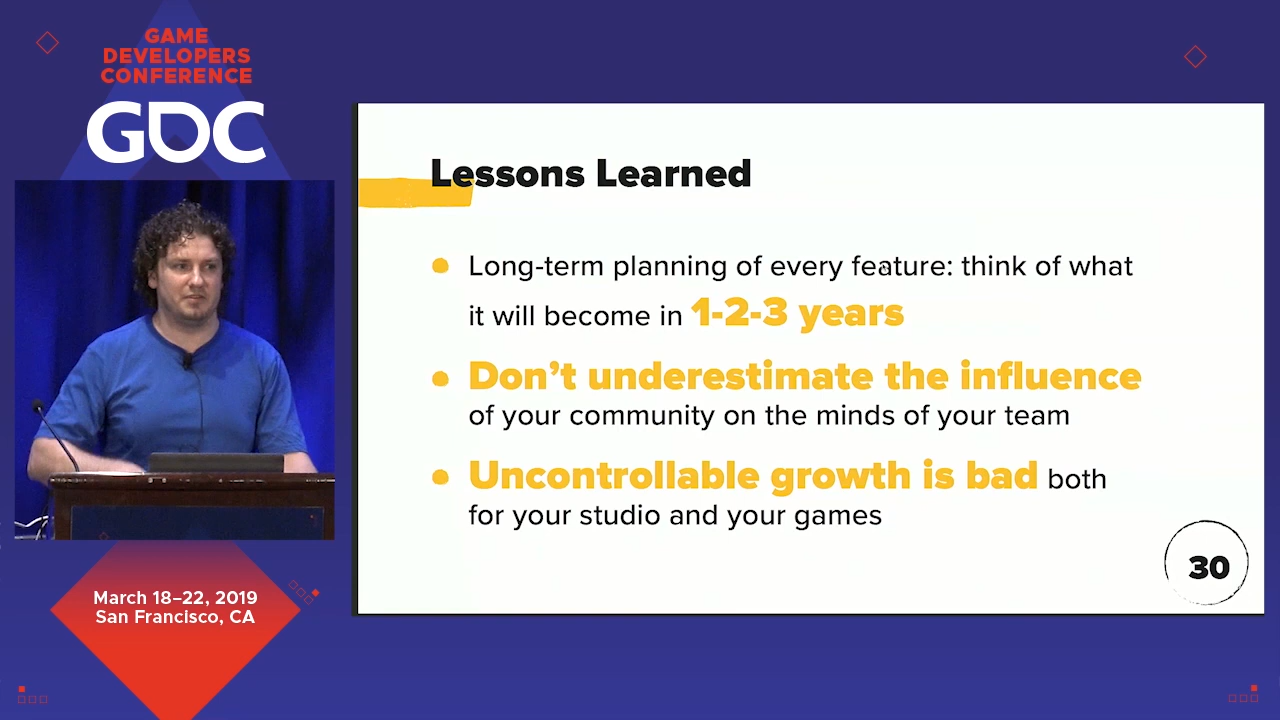 GAME
DEVELOPERS
CONFERENCE
GDC
Lessons Learned
Long-term planning of every feature: think of what
it will become in 1-2-3 years
Don’t underestimate the influence
of your community on the minds of your team
Uncontrollable growth is bad both
for your studio and your games
30
March 18–22, 2019
San Francisco, CA